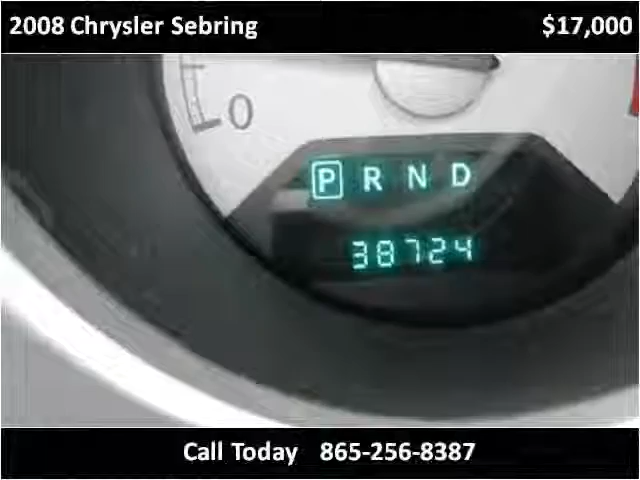 2008 Chrysler Sebring $17,000
0
P R N D
38724
Call Today 865-256-8387